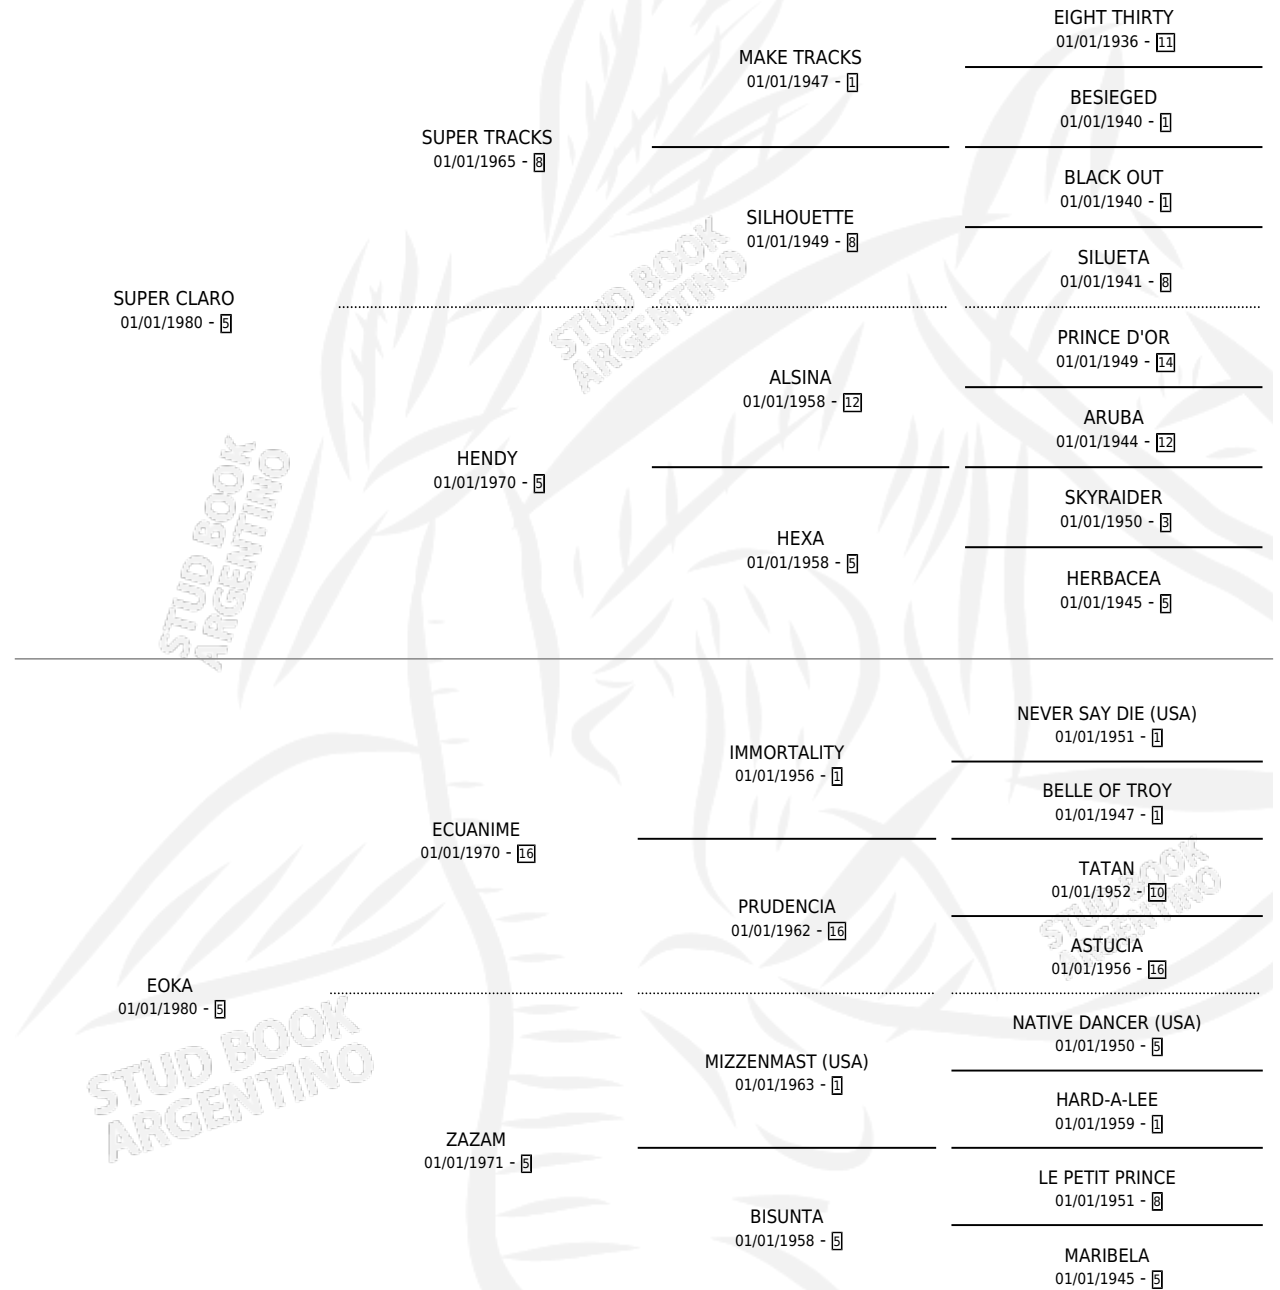 EIGHT THIRTY
01/01/1936 - 11
MAKE TRACKS
01/01/1947 - 1
BESIEGED
01/01/1940 - 1
SUPER TRACKS
01/01/1965 - 8
BLACK OUT
01/01/1940 - 1
SILHOUETTE
01/01/1949 - 8
SILUETA
01/01/1941 - 8
SUPER CLARO
01/01/1980 - 5
STUD BOOK
ARGENTINO
PRINCE D'OR
01/01/1949 - 14
ALSINA
01/01/1958 - 12
ARUBA
01/01/1944 - 12
HENDY
01/01/1970 - 5
SKYRAIDER
01/01/1950 - 3
HEXA
01/01/1958 - 5
HERBACEA
01/01/1945 - 5
STUD BOOK
ARGENTINO
NEVER SAY DIE (USA)
01/01/1951 - 1
IMMORTALITY
01/01/1956 - 1
BELLE OF TROY
01/01/1947 - 1
ECUANIME
01/01/1970 - 16
TATAN
01/01/1952 - 10
PRUDENCIA
01/01/1962 - 16
ASTUCIA
01/01/1956 - 16
STUD BOOK
ARGENTINO
EOKA
01/01/1980 - 5
NATIVE DANCER (USA)
01/01/1950 - 5
MIZZENMAST (USA)
01/01/1963 - 1
HARD-A-LEE
01/01/1959 - 1
STUD BOOK
ARGENTINO
ZAZAM
01/01/1971 - 5
LE PETIT PRINCE
01/01/1951 - 8
BISUNTA
01/01/1958 - 5
MARIBELA
01/01/1945 - 5